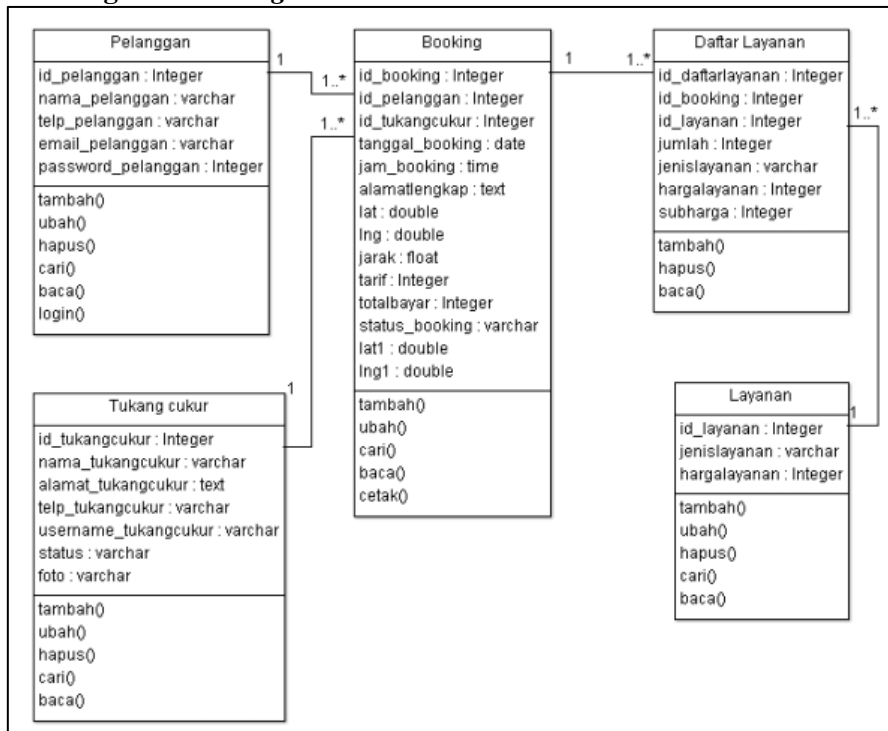 Pelanggan
id_pelanggan : Integer
nama_pelanggan : varchar
telp_pelanggan : varchar
email_pelanggan : varchar
password_pelanggan : Integer
tambah()
ubah()
hapus()
cari()
baca()
login()
1
1..*
Booking
id_booking : Integer
id_pelanggan : Integer
id_tukangcukur : Integer
tanggal_booking : date
jam_booking : time
alamatlengkap : text
lat : double
lng : double
jarak : float
tarif : Integer
totalbayar : Integer
status_booking : varchar
lat1 : double
lng1 : double
tambah()
ubah()
cari()
baca()
cetak()
1
1..*
Daftar Layanan
id_daftarlayanan : Integer
id_booking : Integer
id_layanan : Integer
jumlah : Integer
jenislayanan : varchar
hargalayanan : Integer
subharga : Integer
tambah()
hapus()
baca()
1..*
1..*
1
Tukang cukur
id_tukangcukur : Integer
nama_tukangcukur : varchar
alamat_tukangcukur : text
telp_tukangcukur : varchar
username_tukangcukur : varchar
status : varchar
foto : varchar
tambah()
ubah()
hapus()
cari()
baca()
Layanan
1
id_layanan : Integer
jenislayanan : varchar
hargalayanan : Integer
tambah()
ubah()
hapus()
cari()
baca()